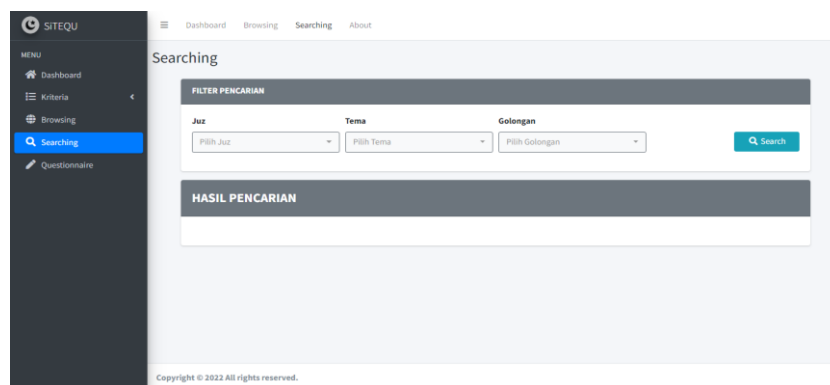 SiTEQU
Dashboard Browsing Searching About
MENU
Dashboard
Kriteria
Browsing
Searching
Questionnaire
Searching
FILTER PENCARIAN
Juz Tema Golongan
Pilih Juz Pilih Tema Pilih Golongan Search
HASIL PENCARIAN
Copyright © 2022 All rights reserved.